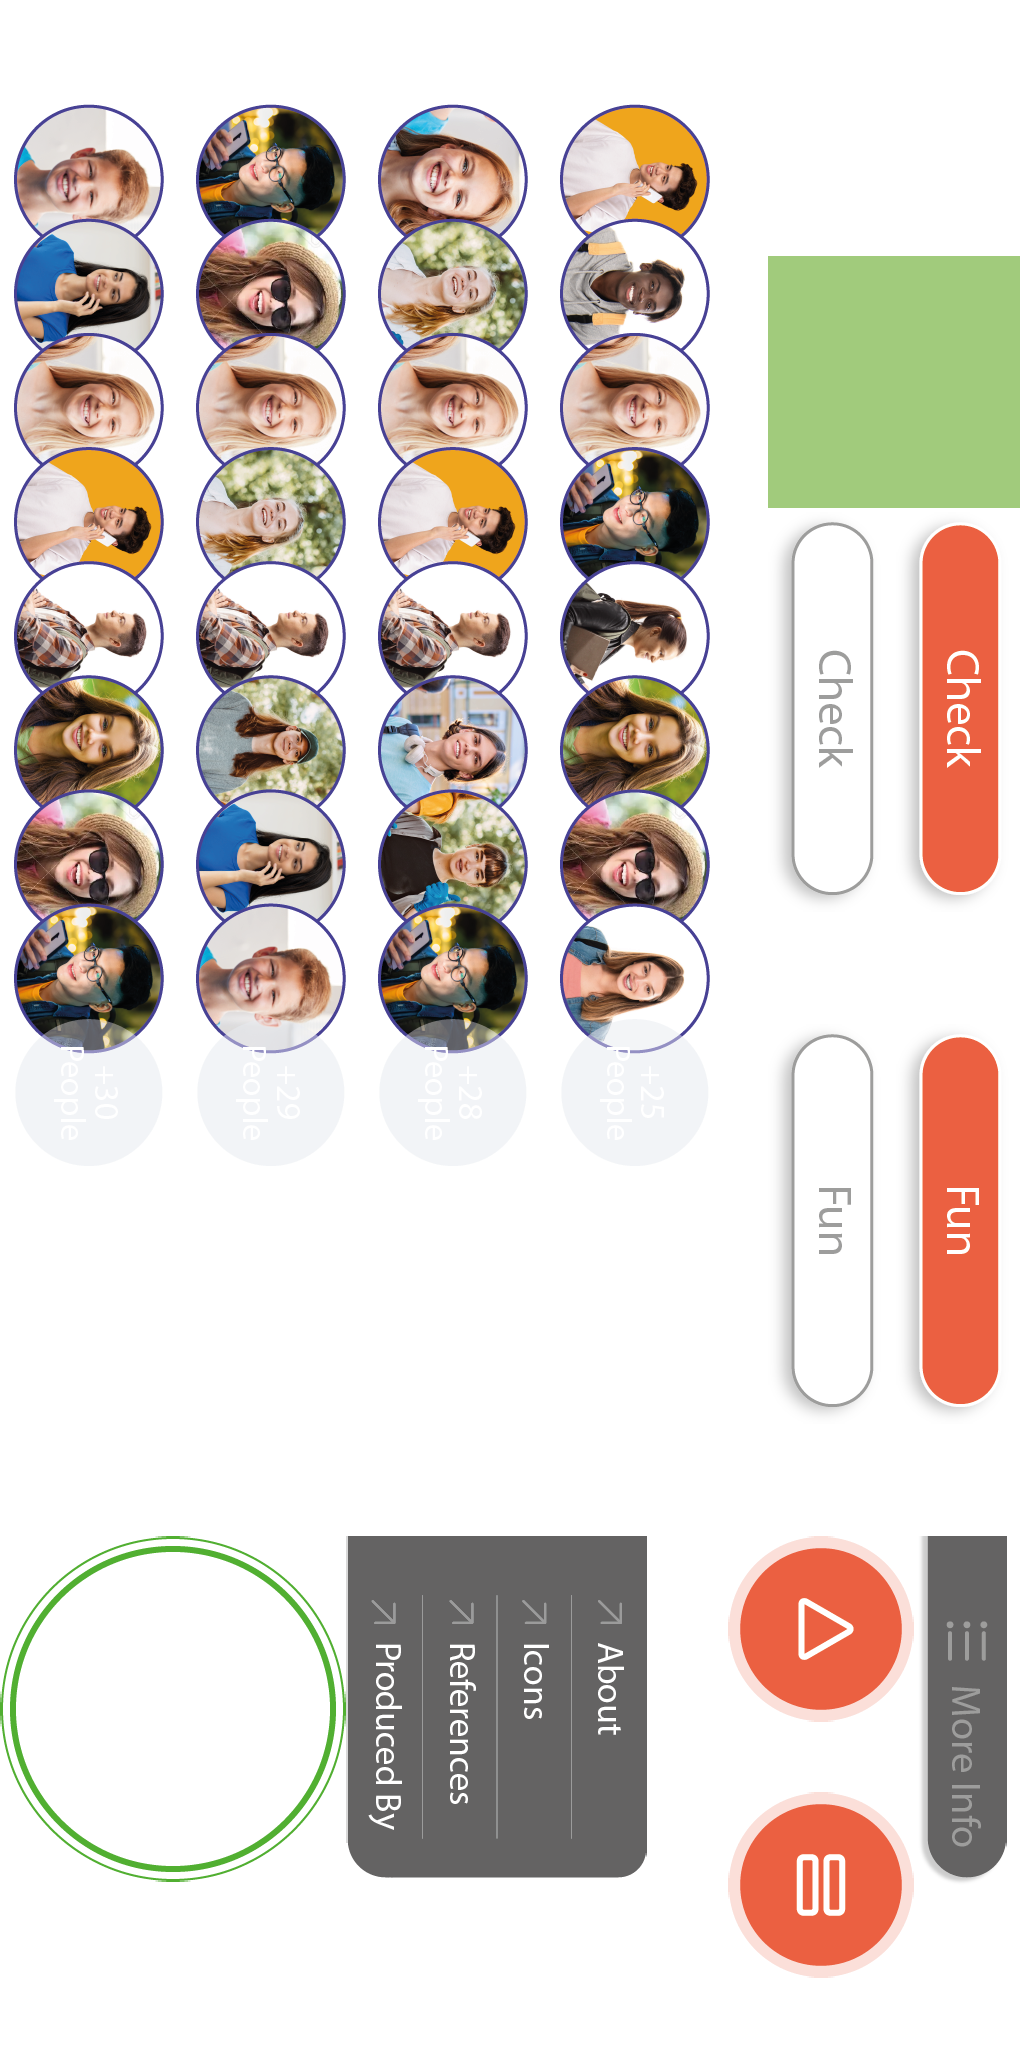 Check
Fun
More Info
Check
Fun
About
Icons
References
Produced By
+25
People
+28
People
+29
People
+30
People